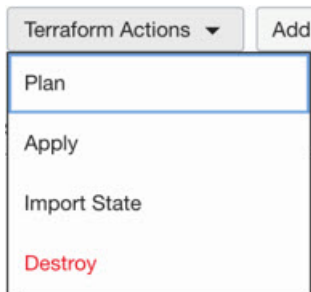 Terraform Actions
Add
Plan
Apply
Import State
Destroy